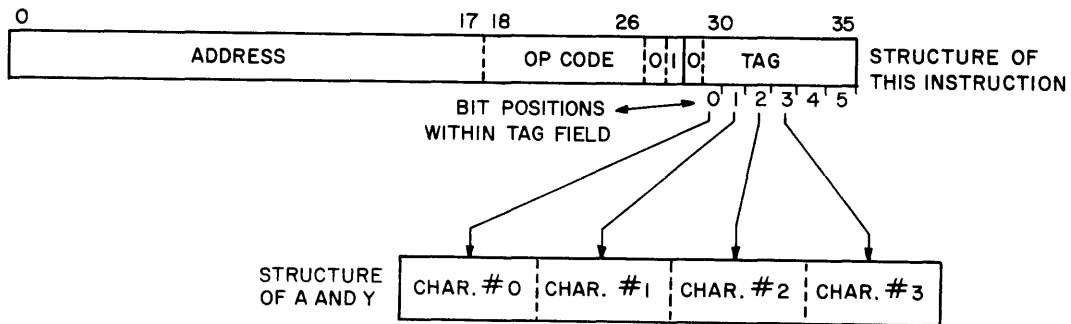 0 17 18 26 30 35
ADDRESS OP CODE 0 1 0 TAG
STRUCTURE OF
THIS INSTRUCTION
0 1 2 3 4 5
BIT POSITIONS
WITHIN TAG FIELD
STRUCTURE
OF A AND Y
CHAR. #0 CHAR. #1 CHAR. #2 CHAR. #3